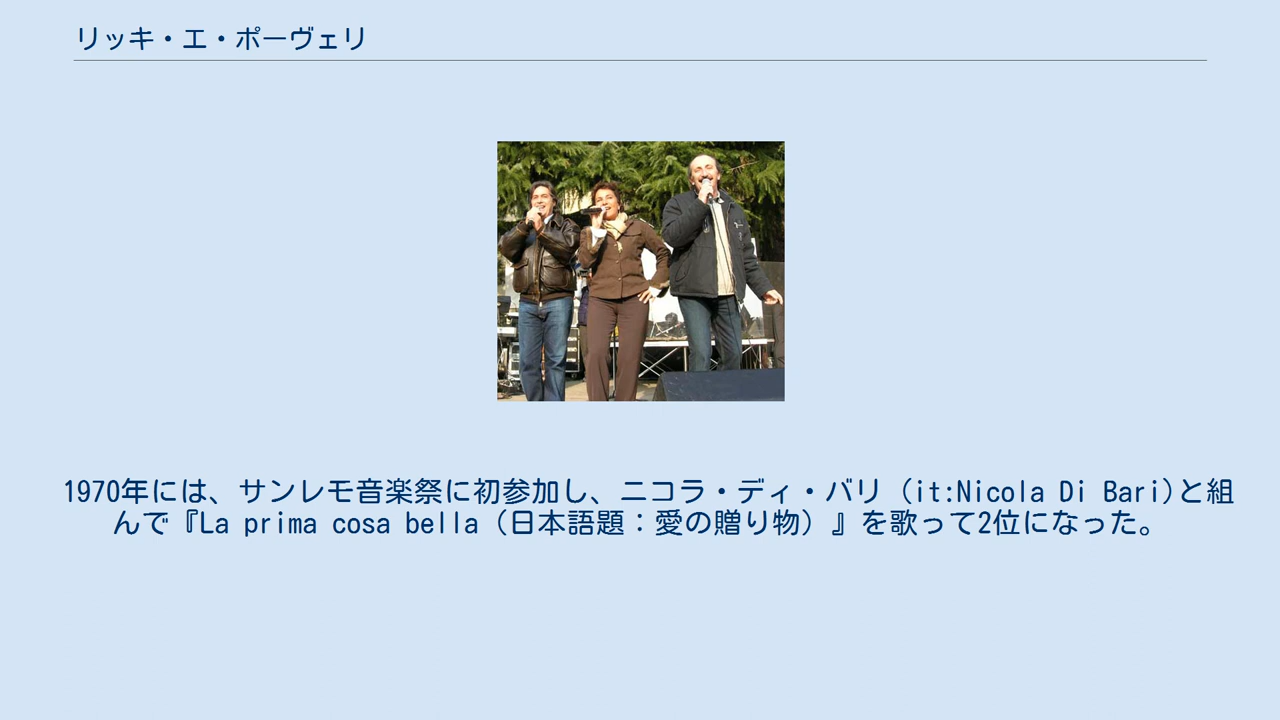 リッキ・エ・ポーヴェリ
1970年には、サンレモ音楽祭に初参加し、ニコラ・ディ・バリ（it:Nicola Di Bari)と組
んで『La prima cosa bella（日本語題：愛の贈り物）』を歌って2位になった。